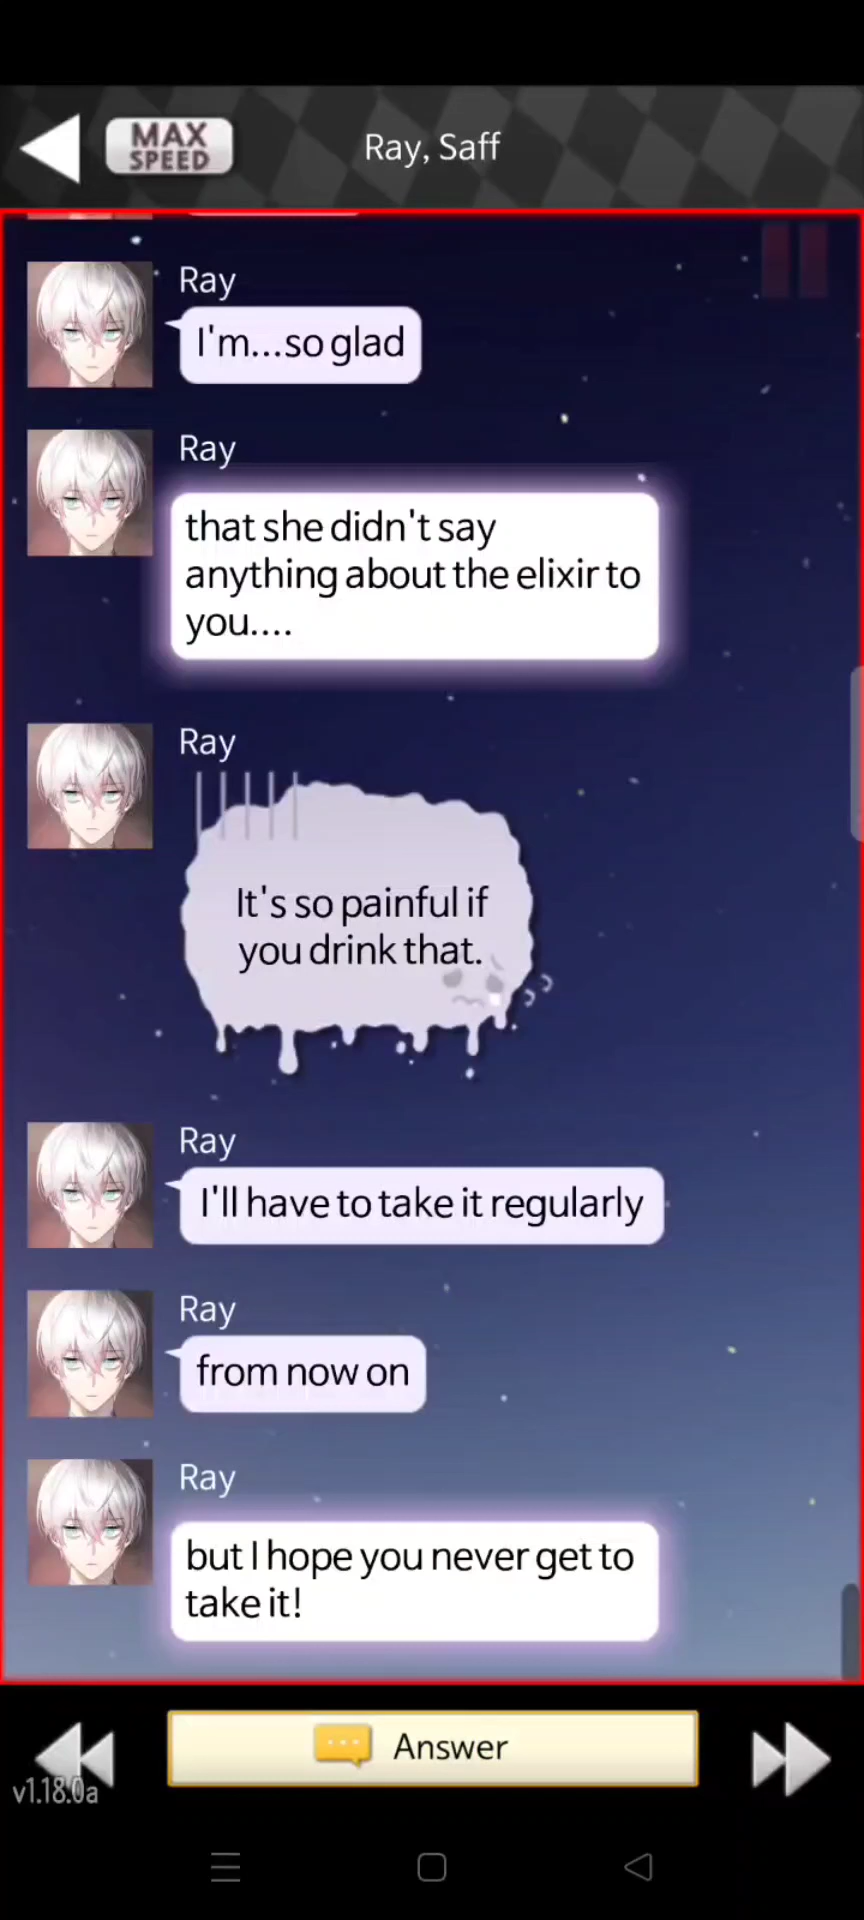 MAX
SPEED
Ray, Saff
Ray
I'm...so glad
Ray
that she didn't say
anything about the elixir to
you....
Ray
It's so painful if
you drink that.
Ray
I'll have to take it regularly
Ray
from now on
Ray
but I hope you never get to
take it!
Answer
v1.18.0a